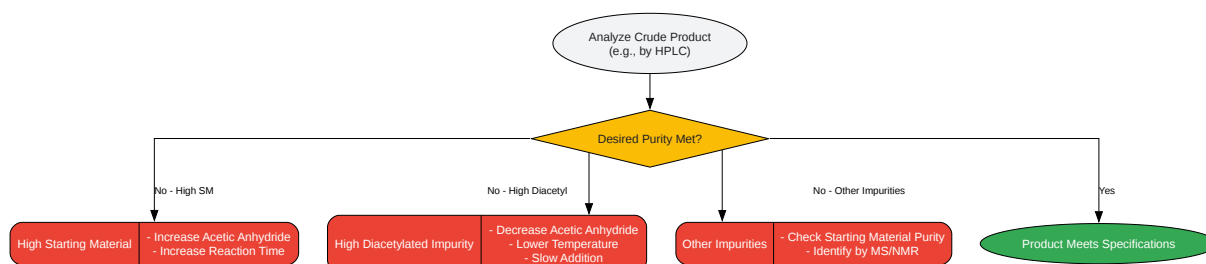 Analyze Crude Product
(e.g., by HPLC)
Desired Purity Met?
No - High SM
No - High Diacetyl
No - Other Impurities
Yes
High Starting Material
- Increase Acetic Anhydride
- Increase Reaction Time
High Diacetylated Impurity
- Decrease Acetic Anhydride
- Lower Temperature
- Slow Addition
Other Impurities
- Check Starting Material Purity
- Identify by MS/NMR
Product Meets Specifications